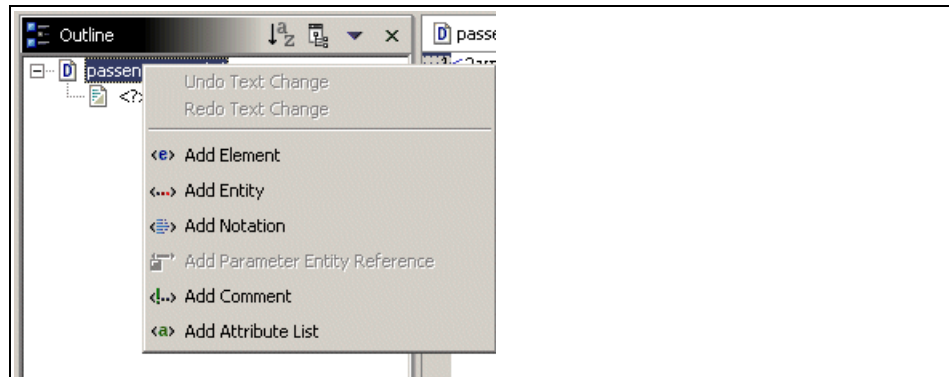 Outline
passe
passen
<?
Undo Text Change
Redo Text Change
Add Element
Add Entity
Add Notation
Add Parameter Entity Reference
Add Comment
Add Attribute List